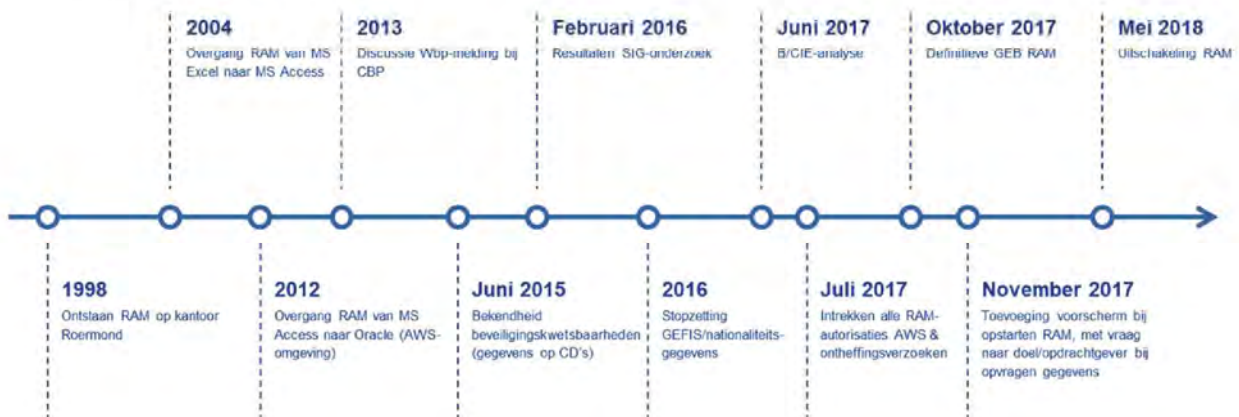 2004
Overgang RAM van MS
Excel naar MS Access
2013
Discussie Wbp-melding bij
CBP
Februari 2016
Resultaten SIG-onderzoek
Juni 2017
B/CIE-analyse
Oktober 2017
Definitieve GEB RAM
Mei 2018
Uitschakeling RAM
1998
Ontstaan RAM op kantoor
Roermond
2012
Overgang RAM van MS
Access naar Oracle (AWS-
omgeving)
Juni 2015
Bekendheid
beveiligingskwetsbaarheden
(gegevens op CD's)
2016
Stopzetting
GEFIS/nationaliteits-
gegevens
Juli 2017
Intrekken alle RAM-
autorisaties AWS &
ontheffingsverzoeken
November 2017
Toevoeging voorscherm bij
opstarten RAM, met vraag
naar doel/opdrachtgever bij
opvragen gegevens